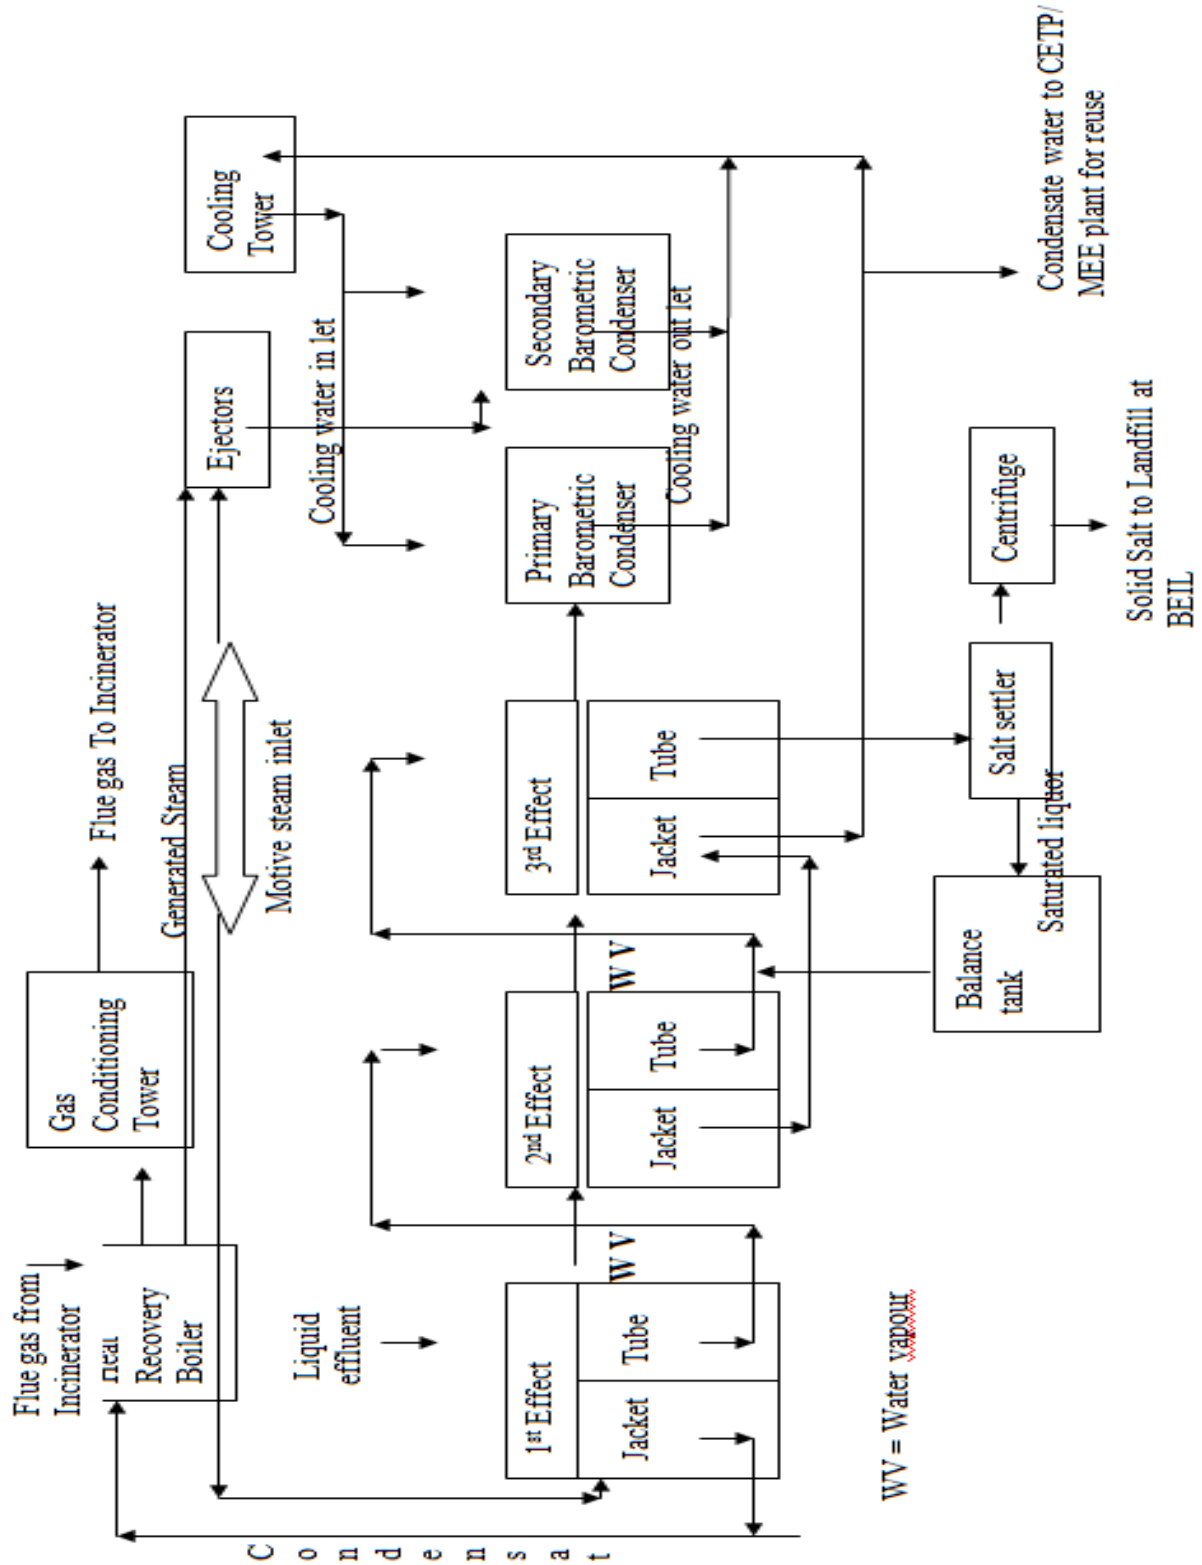 Flue gas from
Incinerator
Heat
Recovery
Boiler
Gas
Conditioning
Tower
Flue gas To Incinerator
Generated Steam
Motive steam inlet
Ejectors
Cooling
Tower
Cooling water in let
Liquid
effluent
1st Effect
Jacket
Tube
W V
2nd Effect
Jacket
Tube
W V
3rd Effect
Jacket
Tube
Primary
Barometric
Condenser
Secondary
Barometric
Condenser
Cooling water out let
Balance
tank
Saturated liquor
Salt settler
Centrifuge
Solid Salt to Landfill at
BEIL
Condensate water to CETP/
MEE plant for reuse
WV = Water vapour
C
o
n
d
e
n
s
a
t